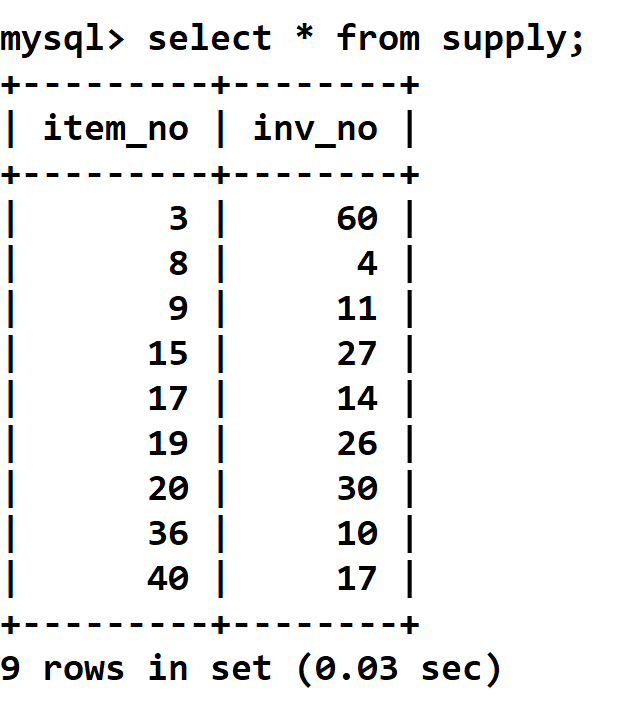 mysql> select * from supply;
+---------+--------+
| item_no | inv_no |
+---------+--------+
|       3 |     60 |
|       8 |      4 |
|       9 |     11 |
|      15 |     27 |
|      17 |     14 |
|      19 |     26 |
|      20 |     30 |
|      36 |     10 |
|      40 |     17 |
+---------+--------+
9 rows in set (0.03 sec)